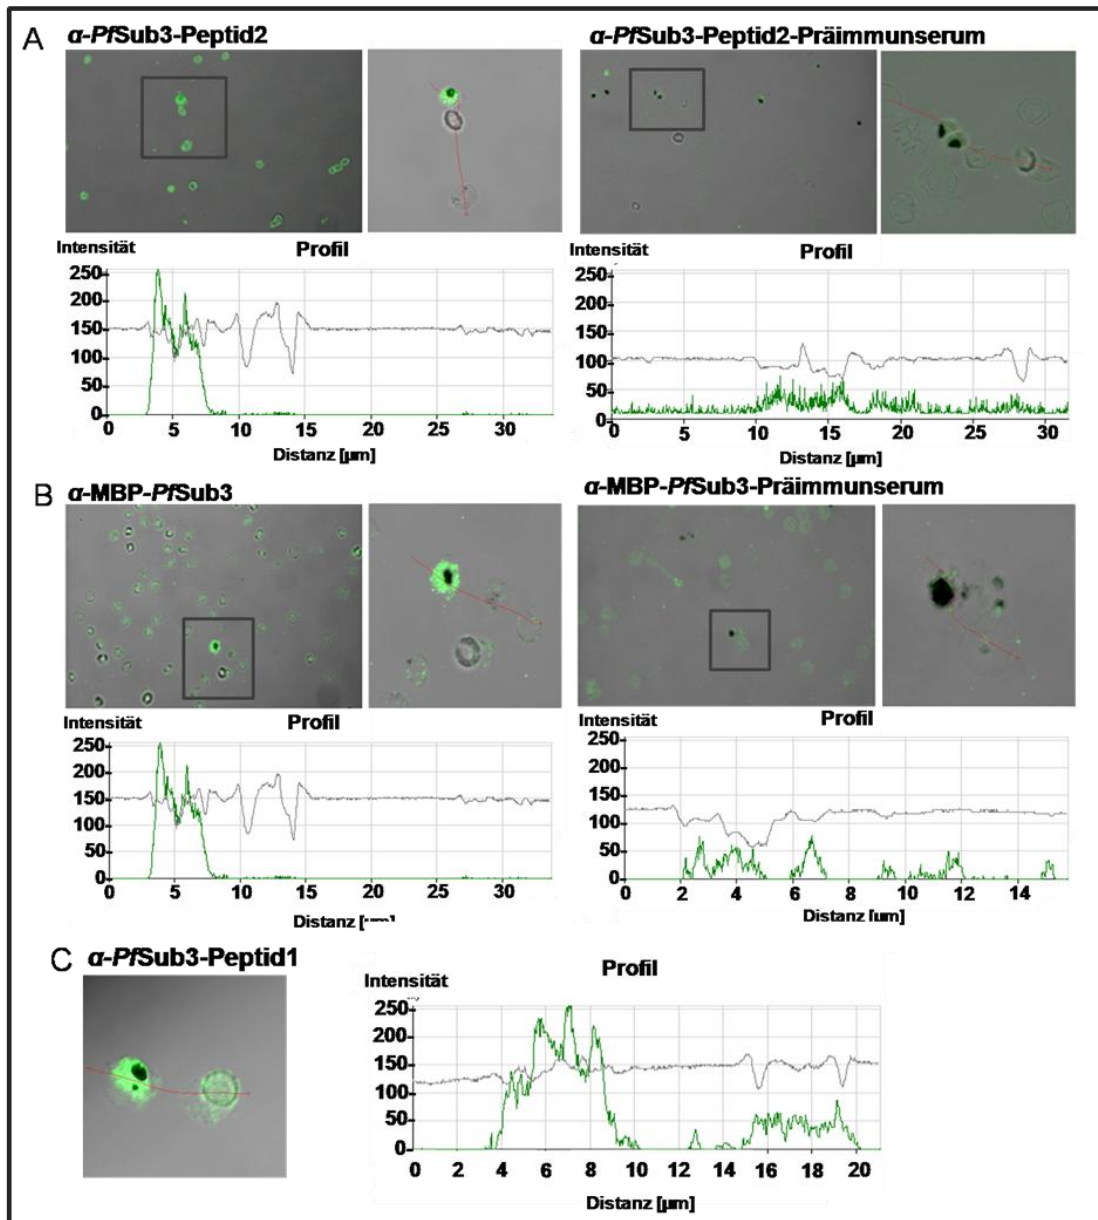 A
α-PfSub3-Peptid2
α-PfSub3-Peptid2-Präimmunserum
Intensität
Profil
250
200
150
100
50
0
0 5 10 15 20 25 30
Distanz [µm]
Intensität
Profil
250
200
150
100
50
0
0 5 10 15 20 25 30
Distanz [µm]
B
α-MBP-PfSub3
α-MBP-PfSub3-Präimmunserum
Intensität
Profil
250
200
150
100
50
0
0 5 10 15 20 25 30
Distanz
Intensität
Profil
250
200
150
100
50
0
0 2 4 6 8 10 12 14
Distanz [µm]
C
α-PfSub3-Peptid1
Intensität
Profil
250
200
150
100
50
0
0 2 4 6 8 10 12 14 16 18 20
Distanz [µm]